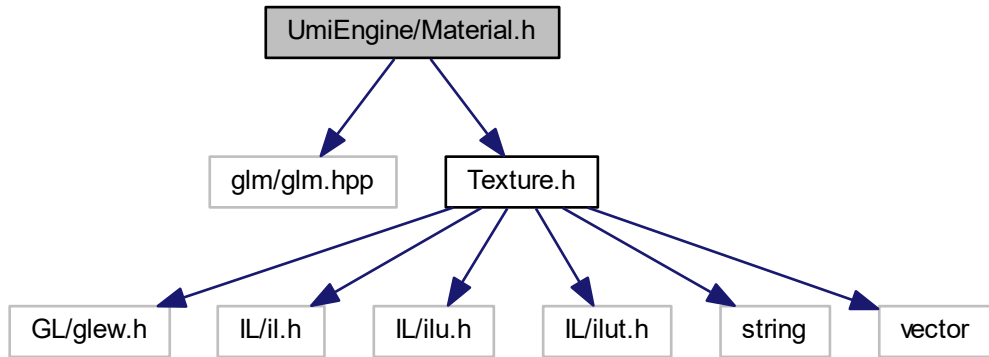 UmiEngine/Material.h
glm/glm.hpp
Texture.h
GL/glew.h
IL/il.h
IL/ilu.h
IL/ilut.h
string
vector